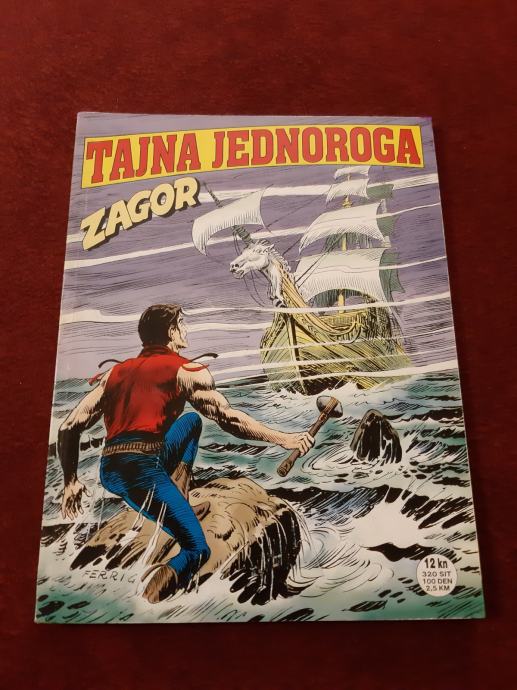 TAJNA JEDNOROGA
ZAGOR
FERRI
12 kn
320 SIT
100 DEN
2,5 KM